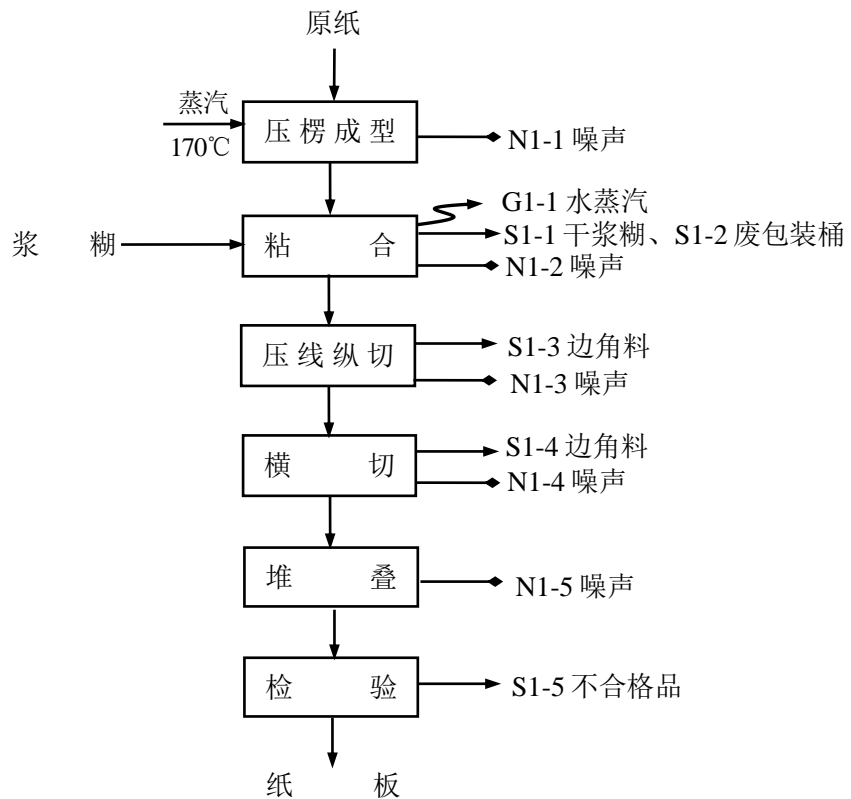 原纸
蒸汽
170℃
压楞成型
N1-1 噪声
G1-1 水蒸汽
浆 糊
粘 合
S1-1 干浆糊、S1-2 废包装桶
N1-2 噪声
压线纵切
S1-3 边角料
N1-3 噪声
横 切
S1-4 边角料
N1-4 噪声
堆 叠
N1-5 噪声
检 验
S1-5 不合格品
纸 板